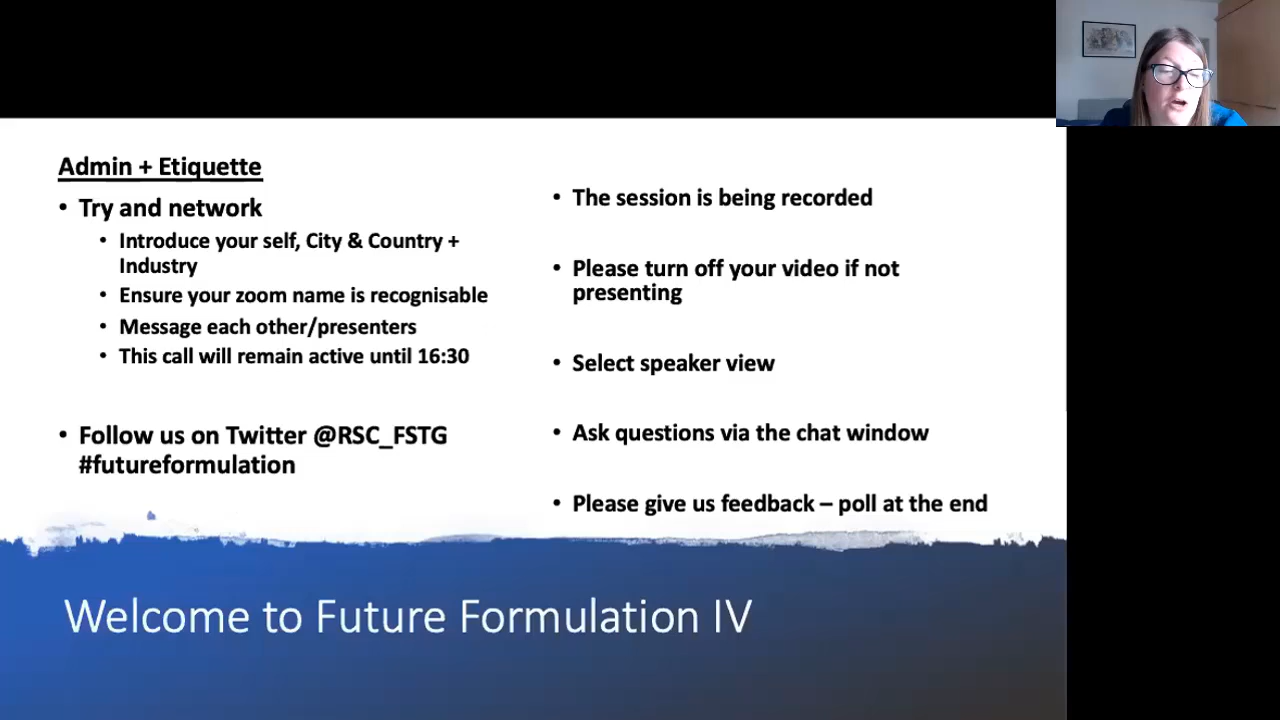 Admin + Etiquette
• Try and network
• Introduce your self, City & Country +
Industry
• Ensure your zoom name is recognisable
• Message each other/presenters
• This call will remain active until 16:30
• Follow us on Twitter @RSC_FSTG
#futureformulation
• The session is being recorded
• Please turn off your video if not
presenting
• Select speaker view
• Ask questions via the chat window
• Please give us feedback – poll at the end
Welcome to Future Formulation IV